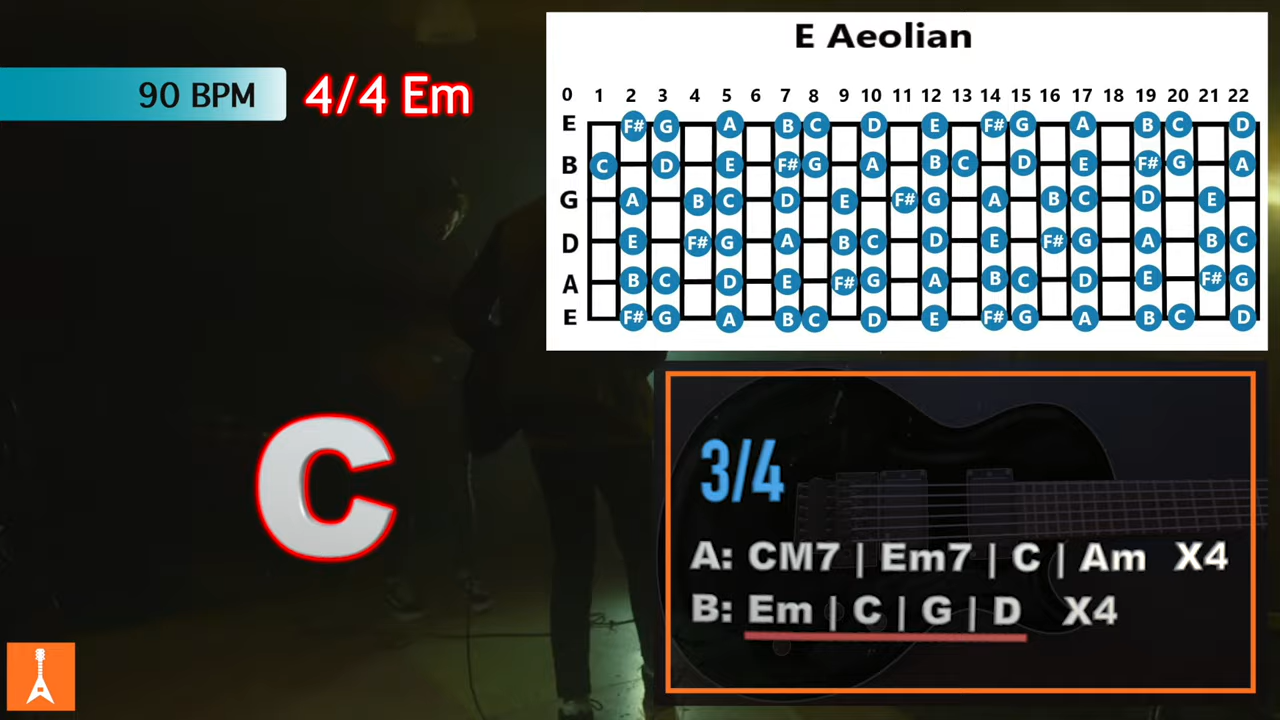 90 BPM 4/4 Em
E Aeolian
0 1 2 3 4 5 6 7 8 9 10 11 12 13 14 15 16 17 18 19 20 21 22
E F# G A B C D E F# G A B C D
B C D E F# G A B C D E F# G A
G A B C D E F# G A B C D E
D E F# G A B C D E F# G A B C
A B C D E F# G A B C D E F# G
E F# G A B C D E F# G A B C D
C
3/4
A: CM7 | Em7 | C | Am X4
B: Em | C | G | D X4